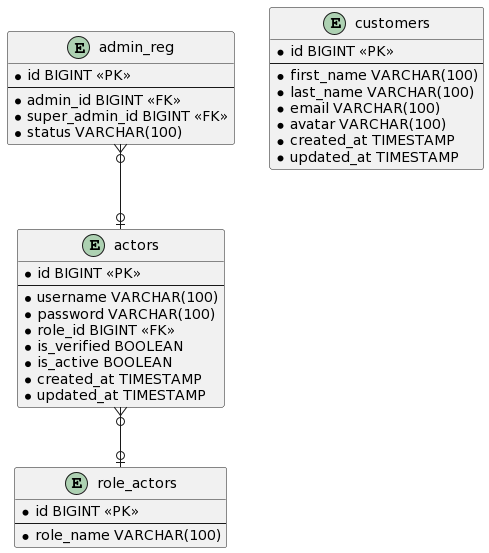 E admin_reg
* id BIGINT «PK»
* admin_id BIGINT «FK»
* super_admin_id BIGINT «FK»
* status VARCHAR(100)
E customers
* id BIGINT «PK»
* first_name VARCHAR(100)
* last_name VARCHAR(100)
* email VARCHAR(100)
* avatar VARCHAR(100)
* created_at TIMESTAMP
* updated_at TIMESTAMP
E actors
* id BIGINT «PK»
* username VARCHAR(100)
* password VARCHAR(100)
* role_id BIGINT «FK»
* is_verified BOOLEAN
* is_active BOOLEAN
* created_at TIMESTAMP
* updated_at TIMESTAMP
E role_actors
* id BIGINT «PK»
* role_name VARCHAR(100)